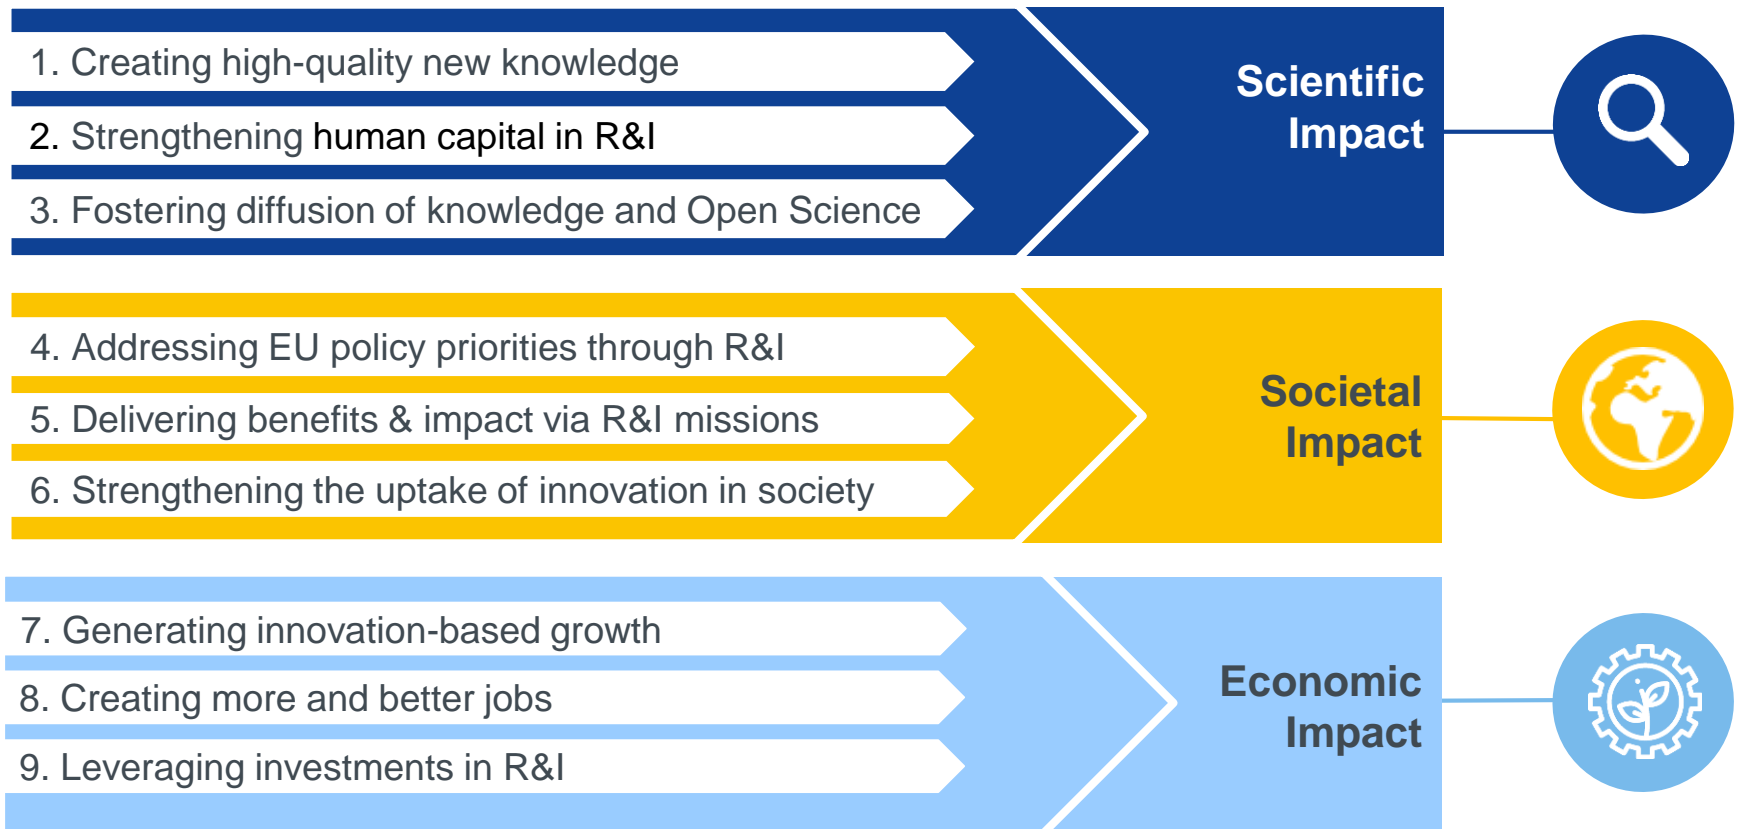 1. Creating high-quality new knowledge
2. Strengthening human capital in R&I
3. Fostering diffusion of knowledge and Open Science
Scientific
Impact
4. Addressing EU policy priorities through R&I
5. Delivering benefits & impact via R&I missions
6. Strengthening the uptake of innovation in society
Societal
Impact
7. Generating innovation-based growth
8. Creating more and better jobs
9. Leveraging investments in R&I
Economic
Impact